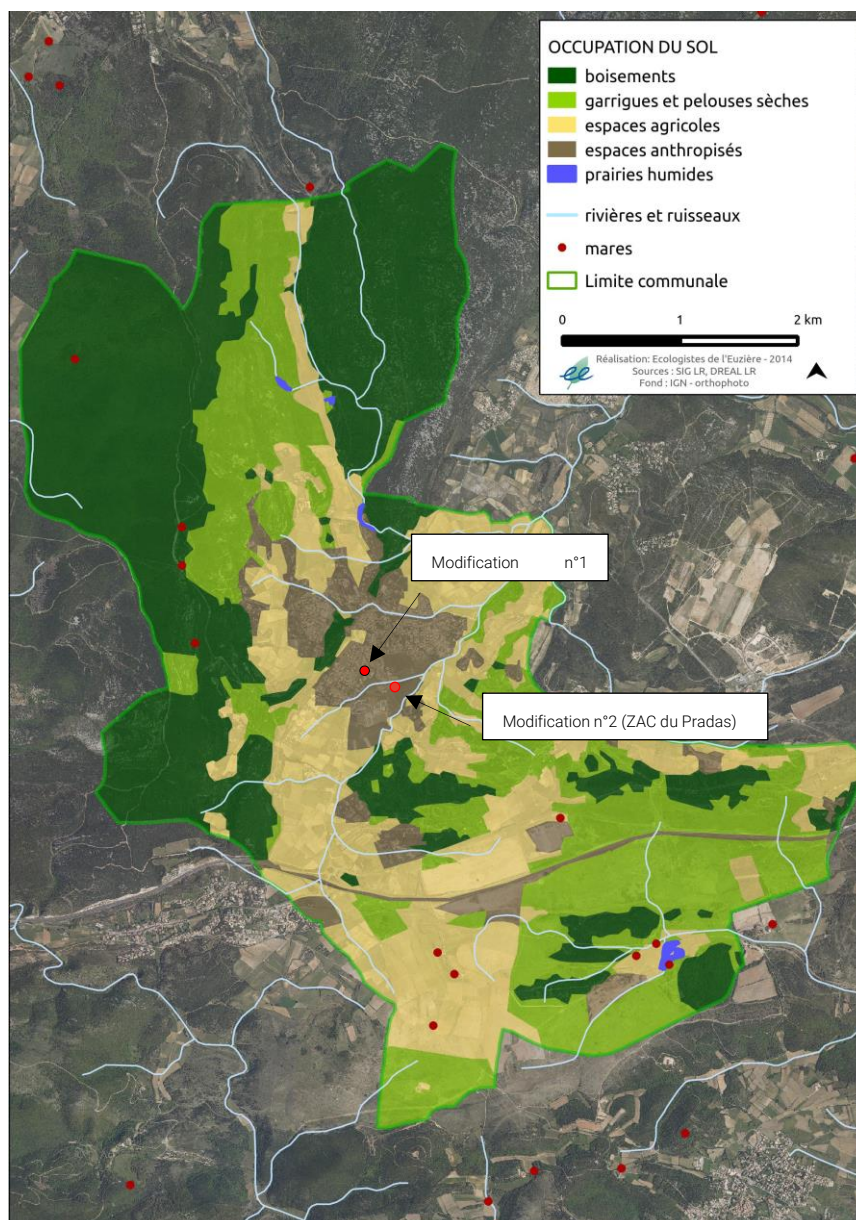 OCCUPATION DU SOL
boisements
garrigues et pelouses sèches
espaces agricoles
espaces anthropisés
prairies humides
rivières et ruisseaux
mares
Limite communale
0 1 2 km
Réalisation: Ecologistes de l'Euzière - 2014
Sources : SIG LR, DREAL LR
Fond : IGN - orthophoto
ee
Modification n°1
Modification n°2 (ZAC du Pradas)